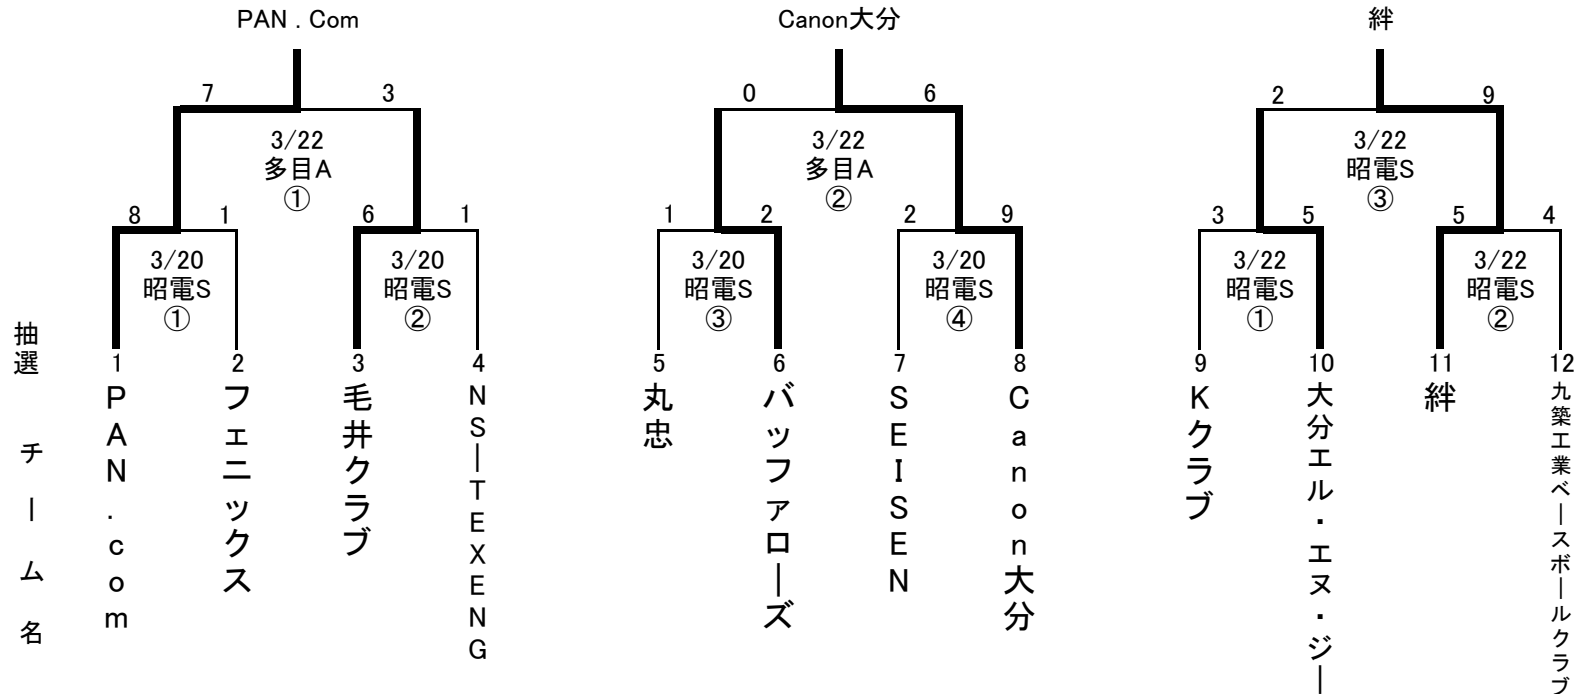 PAN．Com
Canon大分
絆
7 3
0 6
2 9
3/22
多目A
①
3/22
多目A
②
3/22
昭電S
③
8 1
6 1
1 2
2 9
3 5
5 4
3/20
昭電S
①
3/20
昭電S
②
3/20
昭電S
③
3/20
昭電S
④
3/22
昭電S
①
3/22
昭電S
②
抽選
1 2 3 4 5 6 7 8 9 10 11 12
チーム名
PAN．com
フェニックス
毛井クラブ
NS―TEXENG
丸忠
バッファローズ
SEISEN
Canon大分
Kクラブ
大分エル・エヌ・ジー
絆
九築工業ベースボールクラブ